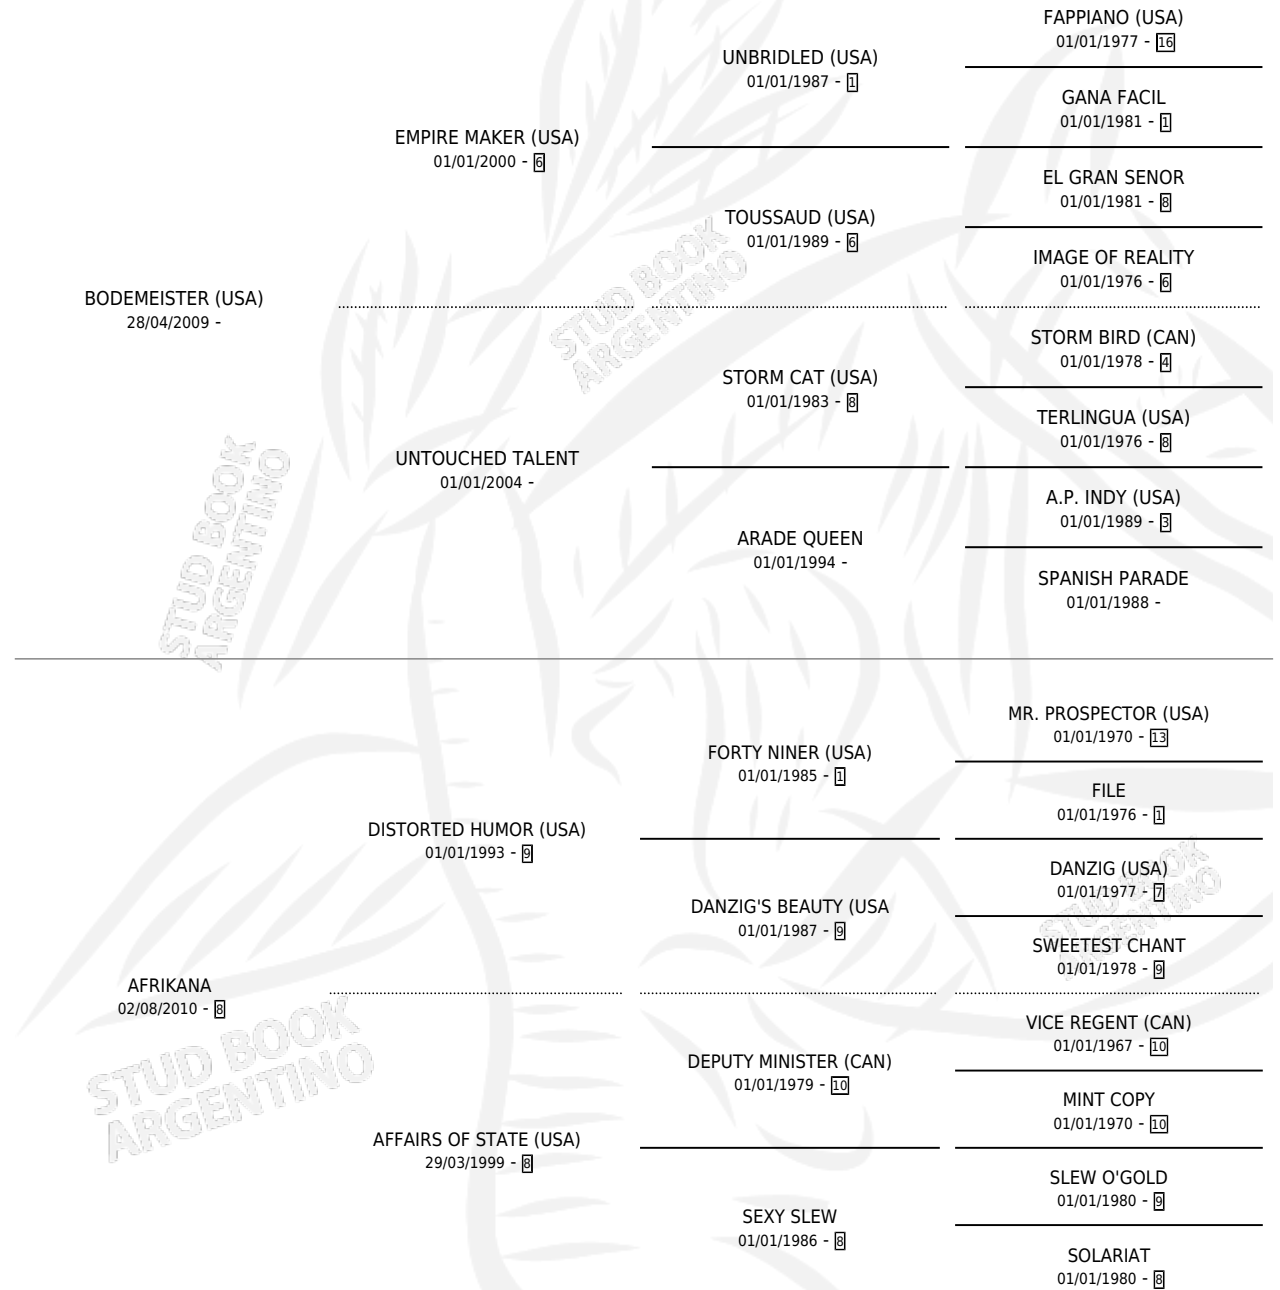 FAPPIANO (USA)
01/01/1977 - 16
UNBRIDLED (USA)
01/01/1987 - 1
GANA FACIL
01/01/1981 - 1
EMPIRE MAKER (USA)
01/01/2000 - 6
EL GRAN SENOR
01/01/1981 - 8
TOUSSAUD (USA)
01/01/1989 - 6
IMAGE OF REALITY
01/01/1976 - 6
BODEMEISTER (USA)
28/04/2009 -
STORM BIRD (CAN)
01/01/1978 - 4
STORM CAT (USA)
01/01/1983 - 8
TERLINGUA (USA)
01/01/1976 - 8
UNTOUCHED TALENT
01/01/2004 -
A.P. INDY (USA)
01/01/1989 - 3
ARADE QUEEN
01/01/1994 -
SPANISH PARADE
01/01/1988 -
MR. PROSPECTOR (USA)
01/01/1970 - 13
FORTY NINER (USA)
01/01/1985 - 1
FILE
01/01/1976 - 1
DISTORTED HUMOR (USA)
01/01/1993 - 9
DANZIG (USA)
01/01/1977 - 7
DANZIG'S BEAUTY (USA
01/01/1987 - 9
SWEETEST CHANT
01/01/1978 - 9
AFRIKANA
02/08/2010 - 8
VICE REGENT (CAN)
01/01/1967 - 10
DEPUTY MINISTER (CAN)
01/01/1979 - 10
MINT COPY
01/01/1970 - 10
AFFAIRS OF STATE (USA)
29/03/1999 - 8
SLEW O'GOLD
01/01/1980 - 9
SEXY SLEW
01/01/1986 - 8
SOLARIAT
01/01/1980 - 8
STUD BOOK
ARGENTINO
STUD BOOK
ARGENTINO
STUD BOOK
ARGENTINO
STUD BOOK
ARGENTINO